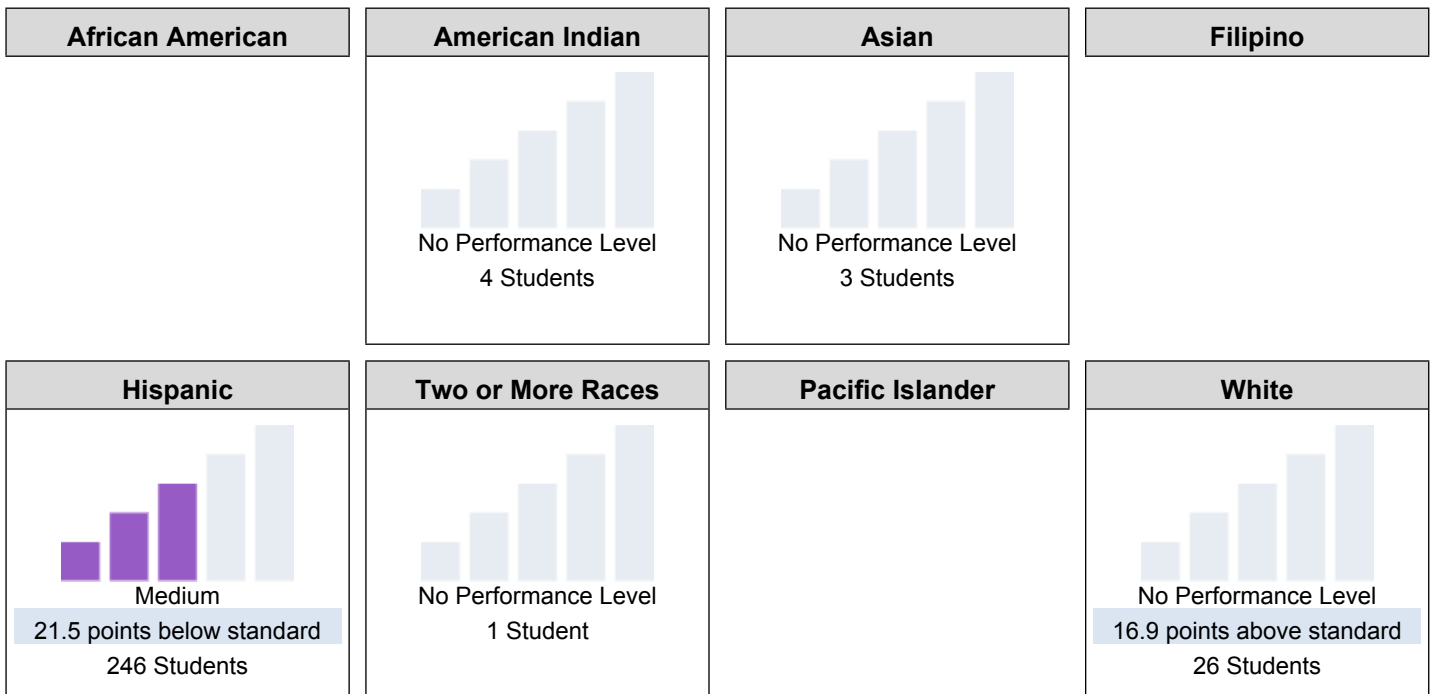 African American
American Indian
Asian
Filipino
No Performance Level
4 Students
No Performance Level
3 Students
Hispanic
Two or More Races
Pacific Islander
White
Medium
21.5 points below standard
246 Students
No Performance Level
1 Student
No Performance Level
16.9 points above standard
26 Students